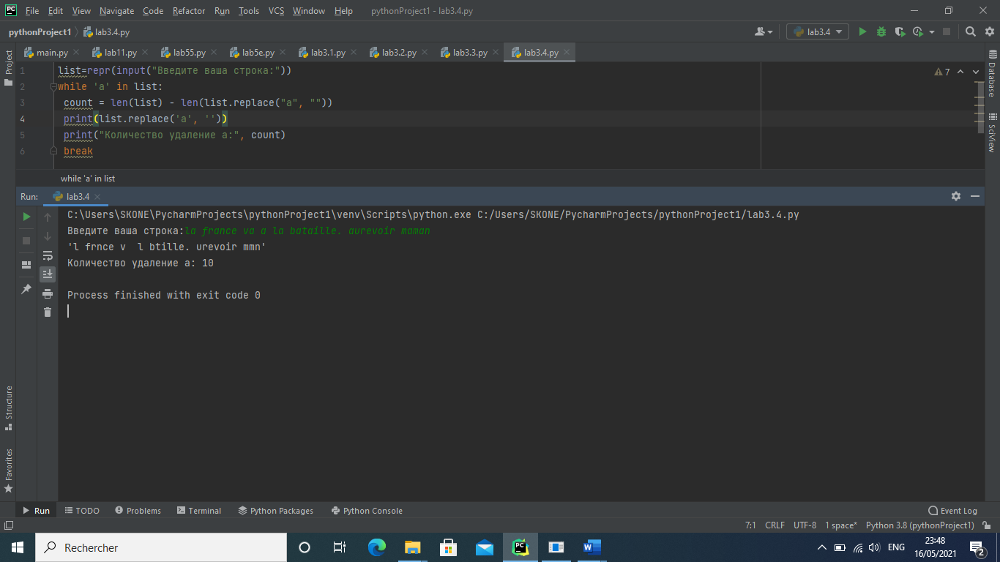 PC File Edit View Navigate Code Refactor Run Tools VCS Window Help pythonProject1 - lab3.4.py
pythonProject1 lab3.4.py lab3.4
main.py lab11.py lab55.py lab5e.py lab3.1.py lab3.2.py lab3.3.py lab3.4.py
Project
Database
SciView
1 list=repr(input("Введите ваша строка:")) 7
2 while 'a' in list:
3 count = len(list) - len(list.replace("a", ""))
4 print(list.replace('a', ''))
5 print("Количество удаление а:", count)
6 break
while 'a' in list
Run: lab3.4
C:\Users\SKONE\PycharmProjects\pythonProject1\venv\Scripts\python.exe C:/Users/SKONE/PycharmProjects/pythonProject1/lab3.4.py
Введите ваша строка:la france va a la bataille. aurevoir maman
'l frnce v  l btille. urevoir mmn'
Количество удаление а: 10
Process finished with exit code 0
Structure
Favorites
Run TODO Problems Terminal Python Packages Python Console Event Log
7:1 CRLF UTF-8 1 space* Python 3.8 (pythonProject1)
Rechercher PC W ENG 23:48
16/05/2021 2